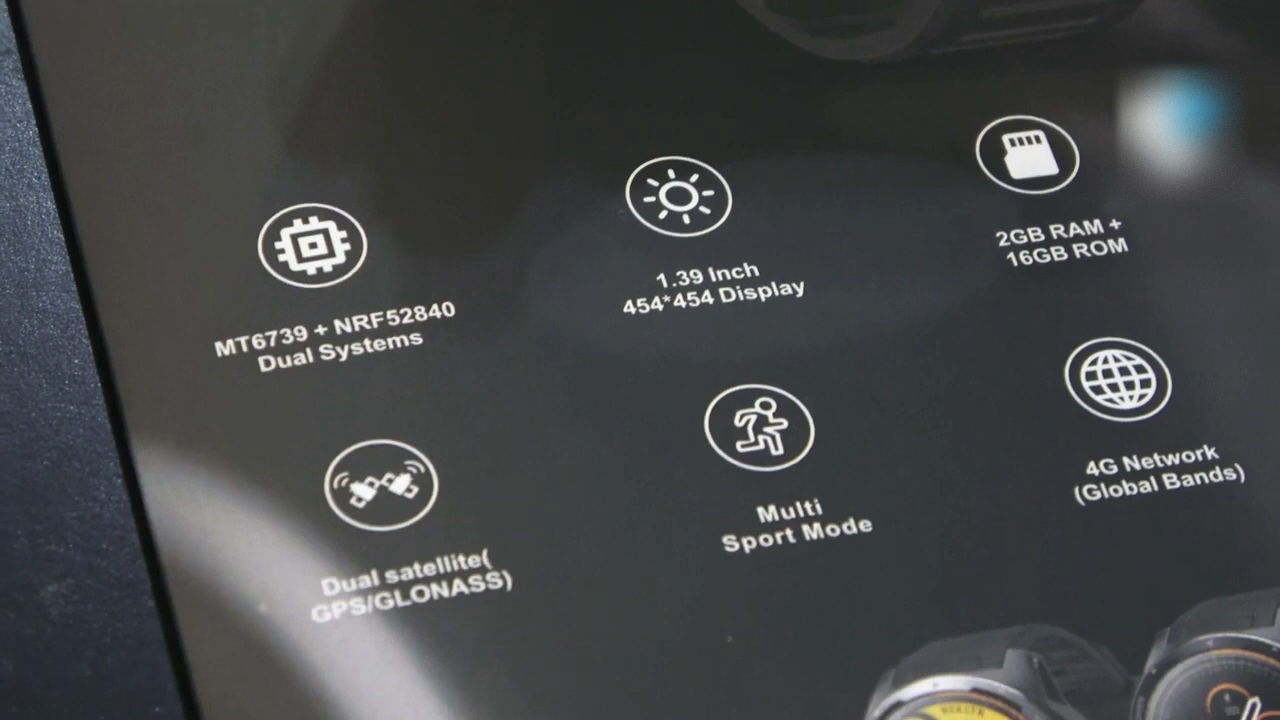 MT6739 + NRF52840
Dual Systems
1.39 Inch
454*454 Display
2GB RAM +
16GB ROM
Dual satellite(
GPS/GLONASS)
Multi
Sport Mode
4G Network
(Global Bands)